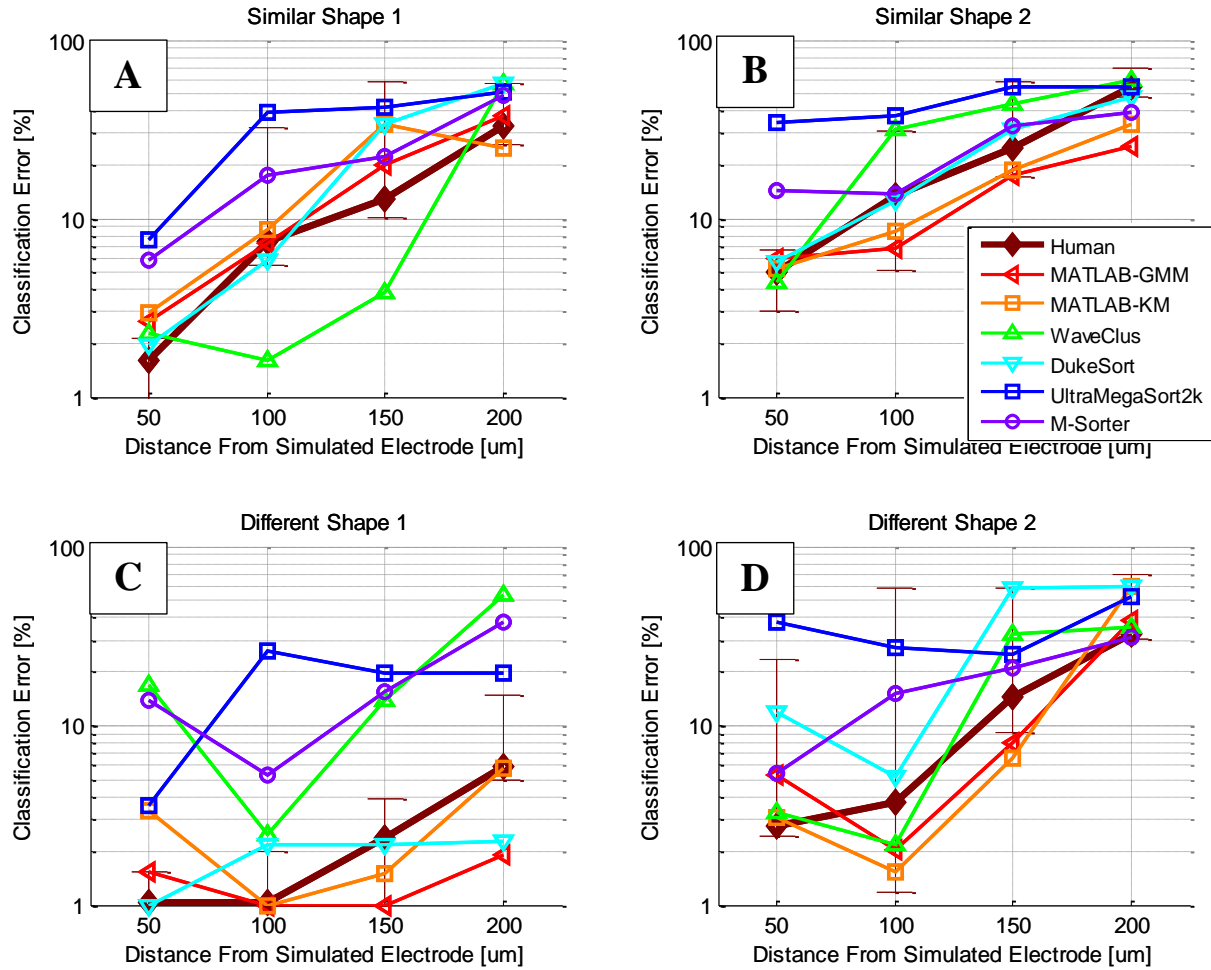 Similar Shape 1
A
100
10
1
Classification Error [%]
50 100 150 200
Distance From Simulated Electrode [um]
Similar Shape 2
B
100
10
1
Classification Error [%]
50 100 150 200
Distance From Simulated Electrode [um]
Human
MATLAB-GMM
MATLAB-KM
WaveClus
DukeSort
UltraMegaSort2k
M-Sorter
Different Shape 1
C
100
10
1
Classification Error [%]
50 100 150 200
Distance From Simulated Electrode [um]
Different Shape 2
D
100
10
1
Classification Error [%]
50 100 150 200
Distance From Simulated Electrode [um]